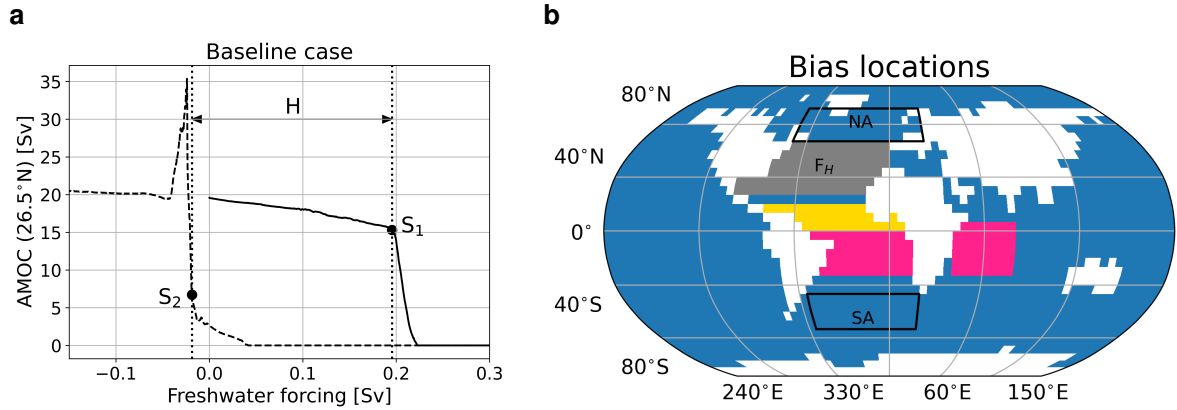 a
Baseline case
AMOC (26.5°N) [Sv]
35
30
25
20
15
10
5
0
H
S₁
S₂
−0.1
0.0
0.1
0.2
0.3
Freshwater forcing [Sv]
b
Bias locations
80°N
40°N
0°
40°S
80°S
NA
F_H
SA
240°E
330°E
60°E
150°E